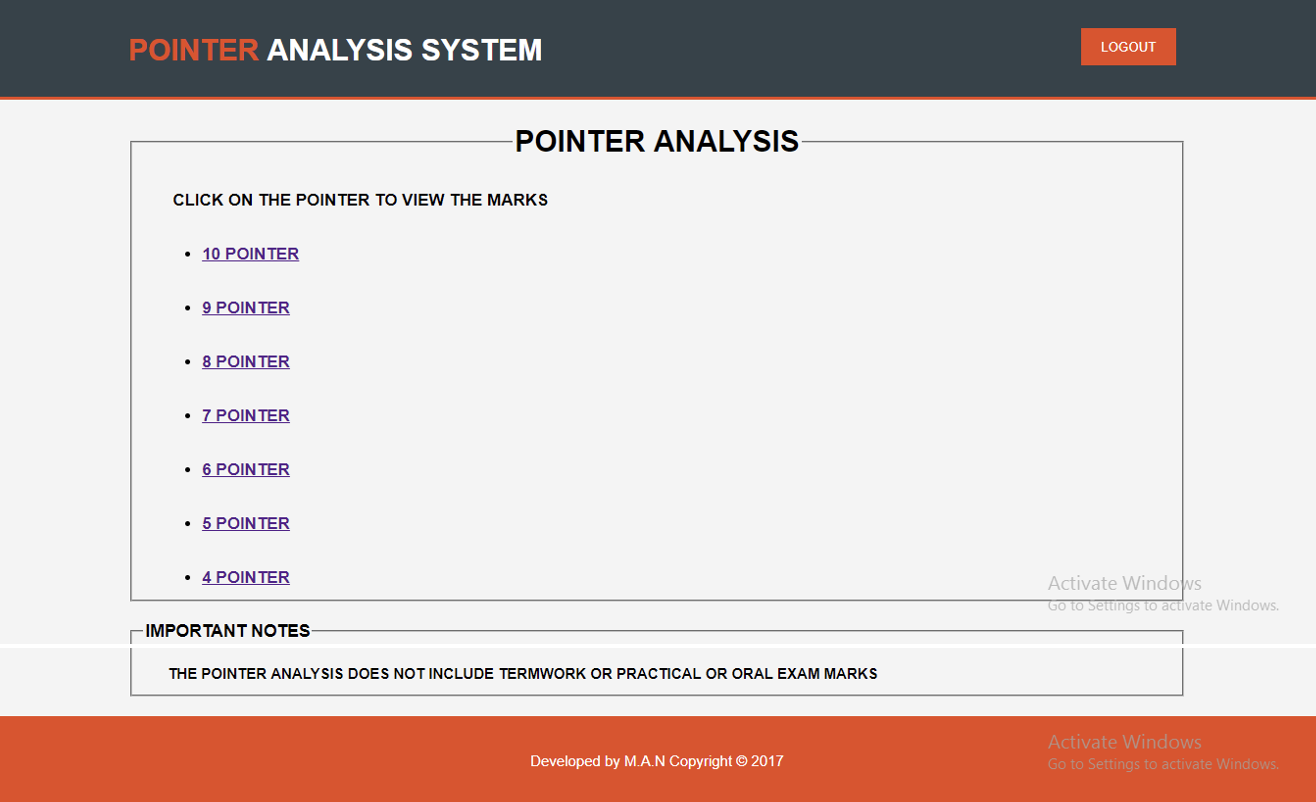 POINTER ANALYSIS SYSTEM
LOGOUT
POINTER ANALYSIS
CLICK ON THE POINTER TO VIEW THE MARKS
10 POINTER
9 POINTER
8 POINTER
7 POINTER
6 POINTER
5 POINTER
4 POINTER
Activate Windows
Go to Settings to activate Windows.
IMPORTANT NOTES
THE POINTER ANALYSIS DOES NOT INCLUDE TERMWORK OR PRACTICAL OR ORAL EXAM MARKS
Activate Windows
Developed by M.A.N Copyright © 2017
Go to Settings to activate Windows.